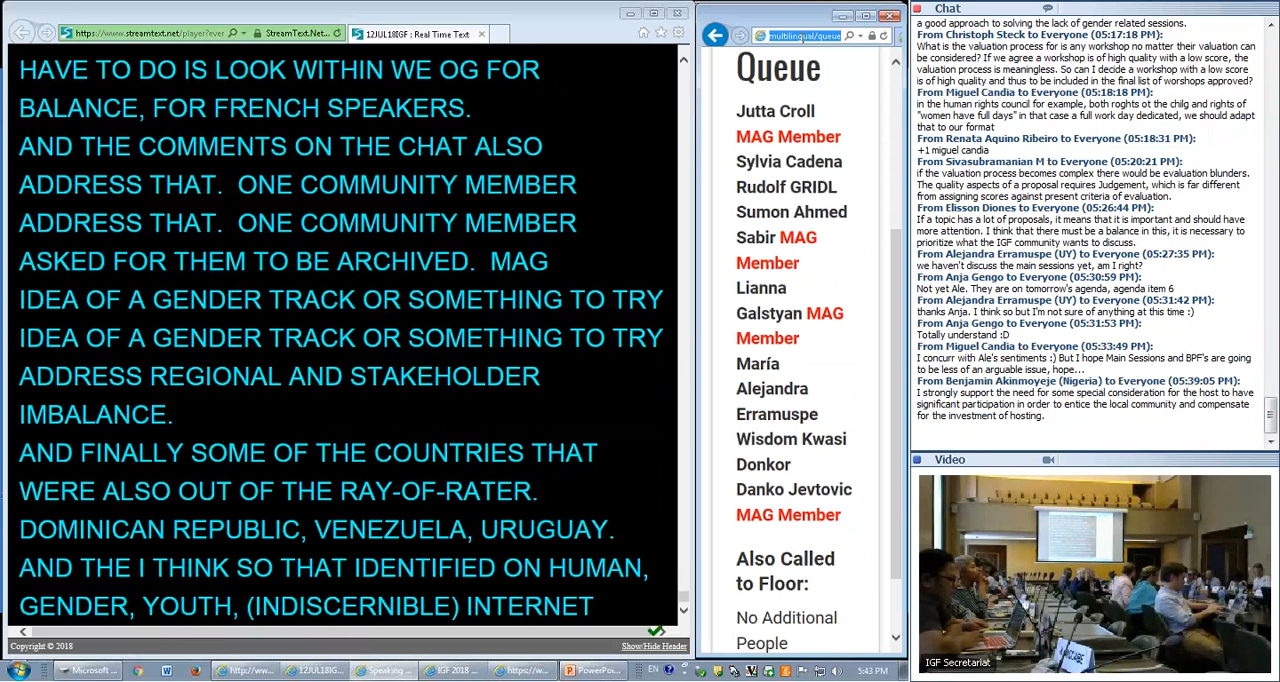 https://www.streamtext.net/player?ever
StreamText.Net...
12JUL18IGF : Real Time Text
HAVE TO DO IS LOOK WITHIN WE OG FOR
BALANCE, FOR FRENCH SPEAKERS.
AND THE COMMENTS ON THE CHAT ALSO
ADDRESS THAT.  ONE COMMUNITY MEMBER
ADDRESS THAT.  ONE COMMUNITY MEMBER
ASKED FOR THEM TO BE ARCHIVED.  MAG
IDEA OF A GENDER TRACK OR SOMETHING TO TRY
IDEA OF A GENDER TRACK OR SOMETHING TO TRY
ADDRESS REGIONAL AND STAKEHOLDER
IMBALANCE.
AND FINALLY SOME OF THE COUNTRIES THAT
WERE ALSO OUT OF THE RAY-OF-RATER.
DOMINICAN REPUBLIC, VENEZUELA, URUGUAY.
AND THE I THINK SO THAT IDENTIFIED ON HUMAN,
GENDER, YOUTH, (INDISCERNIBLE) INTERNET
Copyright © 2018
Show/Hide Header
multilingual/queue
Queue
Jutta Croll
MAG Member
Sylvia Cadena
Rudolf GRIDL
Sumon Ahmed
Sabir MAG
Member
Lianna
Galstyan MAG
Member
María
Alejandra
Erramuspe
Wisdom Kwasi
Donkor
Danko Jevtovic
MAG Member
Also Called
to Floor:
No Additional
People
Chat
a good approach to solving the lack of gender related sessions.
From Christoph Steck to Everyone (05:17:18 PM):
What is the valuation process for is any workshop no matter their valuation can
be considered? If we agree a workshop is of high quality with a low score, the
valuation process is meaningless. So can I decide a workshop with a low score
is of high quality and thus to be included in the final list of worshops approved?
From Miguel Candia to Everyone (05:18:18 PM):
in the human rights council for example, both roghts ot the chilg and rights of
"women have full days" in that case a full work day dedicated, we should adapt
that to our format
From Renata Aquino Ribeiro to Everyone (05:18:31 PM):
+1 miguel candia
From Sivasubramanian M to Everyone (05:20:21 PM):
if the valuation process becomes complex there would be evaluation blunders.
The quality aspects of a proposal requires Judgement, which is far different
from assigning scores against present criteria of evaluation.
From Elisson Diones to Everyone (05:26:44 PM):
If a topic has a lot of proposals, it means that it is important and should have
more attention. I think that there must be a balance in this, it is necessary to
prioritize what the IGF community wants to discuss.
From Alejandra Erramuspe (UY) to Everyone (05:27:35 PM):
we haven't discuss the main sessions yet, am I right?
From Anja Gengo to Everyone (05:30:59 PM):
Not yet Ale. They are on tomorrow's agenda, agenda item 6
From Alejandra Erramuspe (UY) to Everyone (05:31:42 PM):
thanks Anja. I think so but I'm not sure of anything at this time :)
From Anja Gengo to Everyone (05:31:53 PM):
Totally understand :D
From Miguel Candia to Everyone (05:33:49 PM):
I concurr with Ale's sentiments :) But I hope Main Sessions and BPF's are going
to be less of an arguable issue, hope...
From Benjamin Akinmoyeje (Nigeria) to Everyone (05:39:05 PM):
I strongly support the need for some special consideration for the host to have
significant participation in order to entice the local community and compensate
for the investment of hosting.
Video
IGF Secretariat
Microsoft ...
http://ww...
12JUL18IG...
Speaking ...
IGF 2018 ...
https://w...
PowerPoi...
EN
5:43 PM